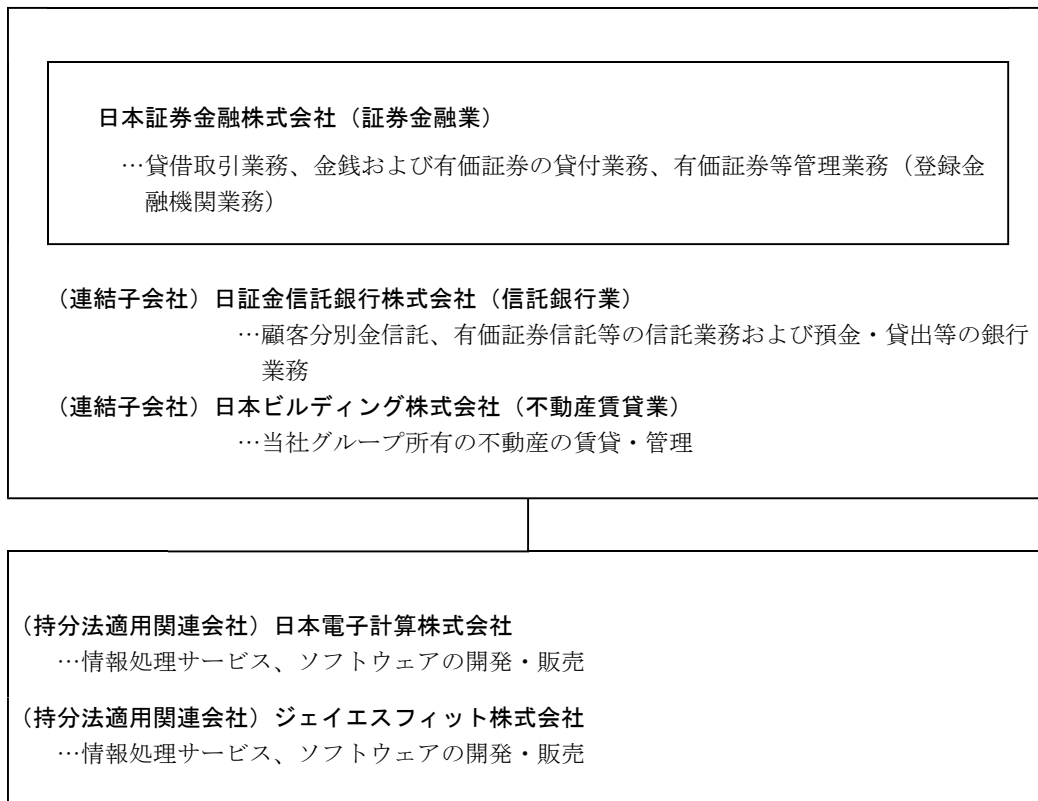 日本証券金融株式会社（証券金融業）
…貸借取引業務、金銭および有価証券の貸付業務、有価証券等管理業務（登録金
融機関業務）
（連結子会社）日証金信託銀行株式会社（信託銀行業）
…顧客分別金信託、有価証券信託等の信託業務および預金・貸出等の銀行
業務
（連結子会社）日本ビルディング株式会社（不動産賃貸業）
…当社グループ所有の不動産の賃貸・管理
（持分法適用関連会社）日本電子計算株式会社
…情報処理サービス、ソフトウェアの開発・販売
（持分法適用関連会社）ジェイエスフィット株式会社
…情報処理サービス、ソフトウェアの開発・販売